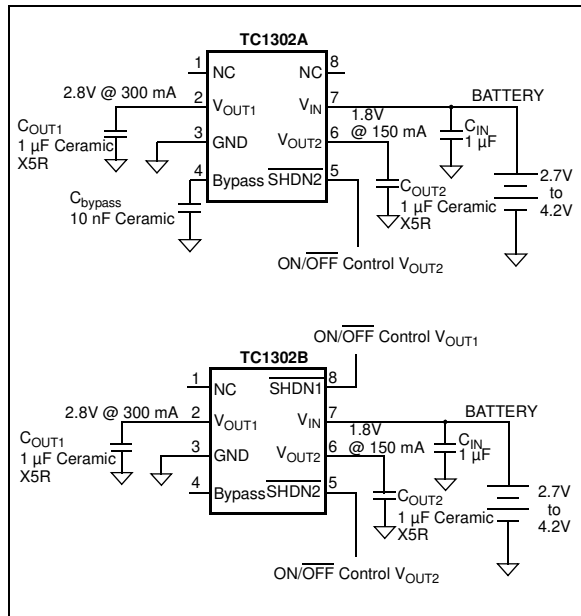 TC1302A
1 NC NC 8
2.8V @ 300 mA 2 VOUT1 VIN 7 BATTERY
1.8V
@ 150 mA
COUT1
1 µF Ceramic
X5R
3 GND VOUT2 6
CIN
1 µF
4 Bypass SHDN2 5
Cbypass
10 nF Ceramic
COUT2
1 µF Ceramic
X5R
2.7V
to
4.2V
ON/OFF Control VOUT2
ON/OFF Control VOUT1
TC1302B
1 NC SHDN1 8
2.8V @ 300 mA 2 VOUT1 VIN 7 BATTERY
1.8V
@ 150 mA
COUT1
1 µF Ceramic
X5R
3 GND VOUT2 6
CIN
1 µF
4 Bypass SHDN2 5
COUT2
1 µF Ceramic
X5R
2.7V
to
4.2V
ON/OFF Control VOUT2